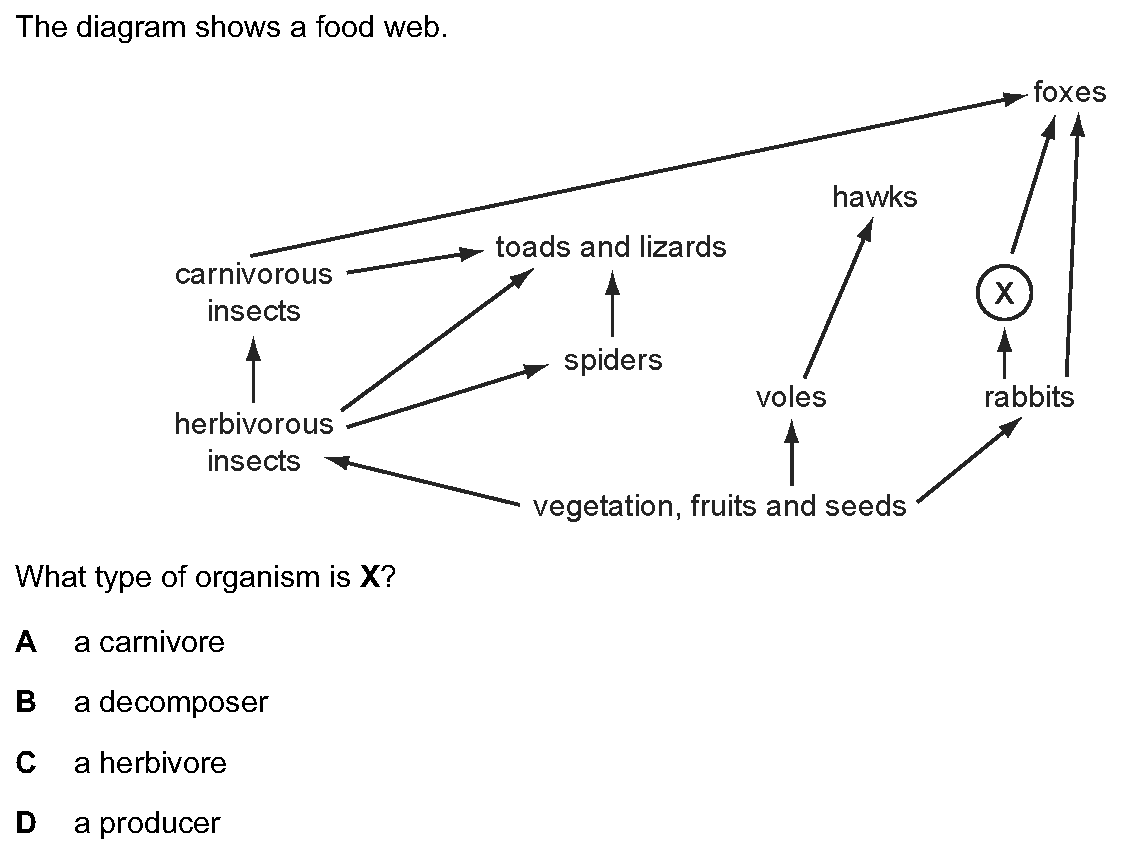 The diagram shows a food web.
foxes
hawks
toads and lizards
carnivorous
insects
X
spiders
voles
rabbits
herbivorous
insects
vegetation, fruits and seeds
What type of organism is X?
A a carnivore
B a decomposer
C a herbivore
D a producer